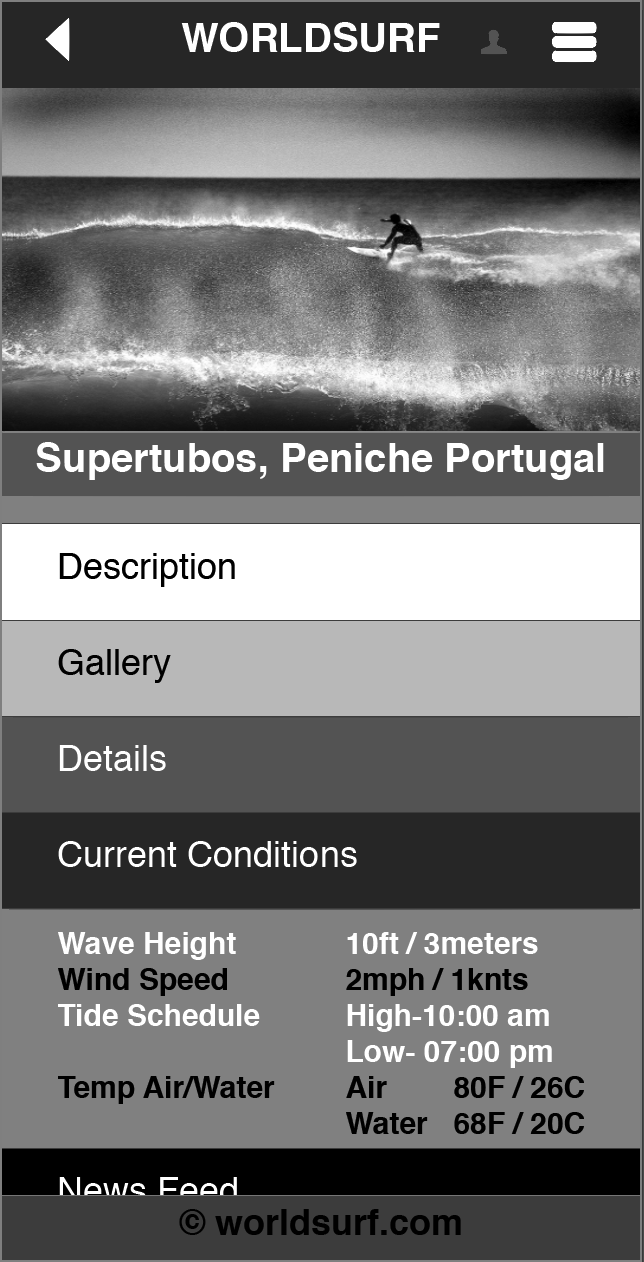 WORLDSURF
Supertubos, Peniche Portugal
Description
Gallery
Details
Current Conditions
Wave Height 10ft / 3meters
Wind Speed 2mph / 1knts
Tide Schedule High-10:00 am
Low- 07:00 pm
Temp Air/Water Air 80F / 26C
Water 68F / 20C
News Feed
© worldsurf.com